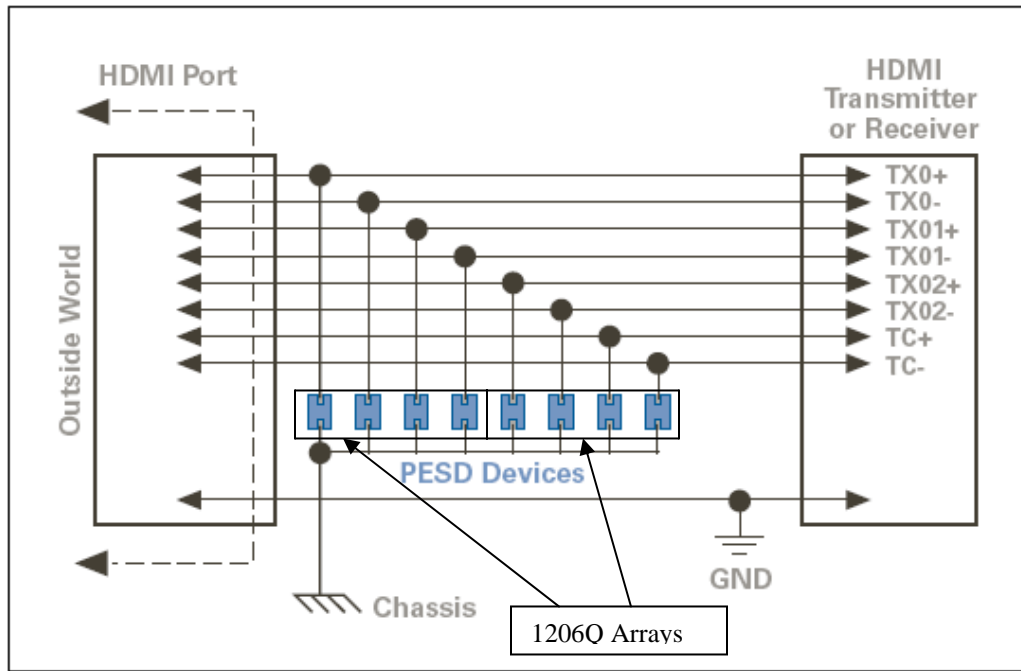 HDMI Port
HDMI
Transmitter
or Receiver
Outside World
TX0+
TX0-
TX01+
TX01-
TX02+
TX02-
TC+
TC-
PESD Devices
GND
Chassis
1206Q Arrays